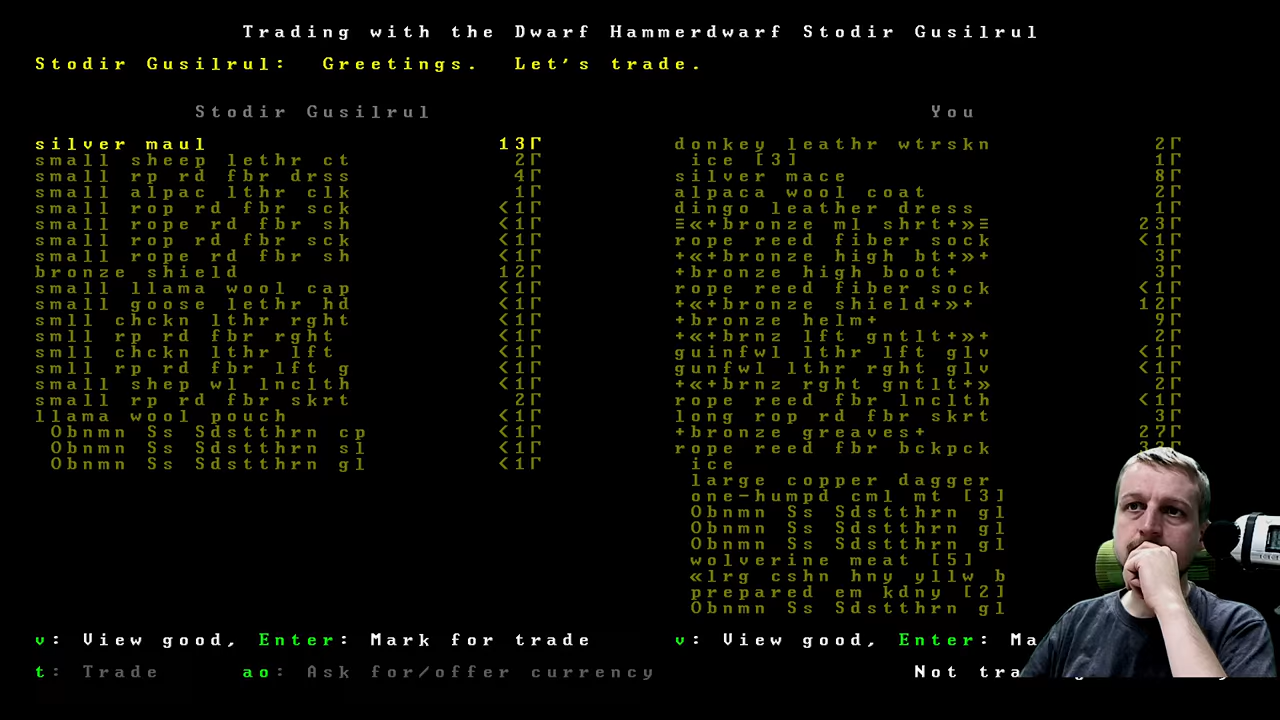 Trading with the Dwarf Hammerdwarf Stodir Gusilrul
Stodir Gusilrul: Greetings. Let's trade.
Stodir Gusilrul
silver maul 13Γ
small sheep lethr ct 2Γ
small rp rd fbr drss 4Γ
small alpac lthr clk 1Γ
small rop rd fbr sck <1Γ
small rope rd fbr sh <1Γ
small rop rd fbr sck <1Γ
small rope rd fbr sh <1Γ
bronze shield 12Γ
small llama wool cap <1Γ
small goose lethr hd <1Γ
smll chckn lthr rght <1Γ
smll rp rd fbr rght <1Γ
smll chckn lthr lft <1Γ
smll rp rd fbr lft g <1Γ
small shep wl lnclth <1Γ
small rp rd fbr skrt 2Γ
llama wool pouch <1Γ
Obnmn Ss Sdstthrn cp <1Γ
Obnmn Ss Sdstthrn sl <1Γ
Obnmn Ss Sdstthrn gl <1Γ
v: View good, Enter: Mark for trade
t: Trade ao: Ask for/offer currency
You
donkey leathr wtrskn 2Γ
ice [3] 1Γ
silver mace 8Γ
alpaca wool coat 2Γ
dingo leather dress 1Γ
≡«+bronze ml shrt+»≡ 23Γ
rope reed fiber sock <1Γ
+«+bronze high bt+»+ 3Γ
+bronze high boot+ 3Γ
rope reed fiber sock <1Γ
+«+bronze shield+»+ 12Γ
+bronze helm+ 9Γ
+«+brnz lft gntlt+»+ 2Γ
guinfwl lthr lft glv <1Γ
gunfwl lthr rght glv <1Γ
+«+brnz rght gntlt+» 2Γ
rope reed fbr lnclth <1Γ
long rop rd fbr skrt 3Γ
+bronze greaves+ 27Γ
rope reed fbr bckpck
ice
large copper dagger
one-humpd cml mt [3]
Obnmn Ss Sdstthrn gl
Obnmn Ss Sdstthrn gl
Obnmn Ss Sdstthrn gl
wolverine meat [5]
«lrg cshn hny yllw b
prepared em kdny [2]
Obnmn Ss Sdstthrn gl
v: View good, Enter:
Not